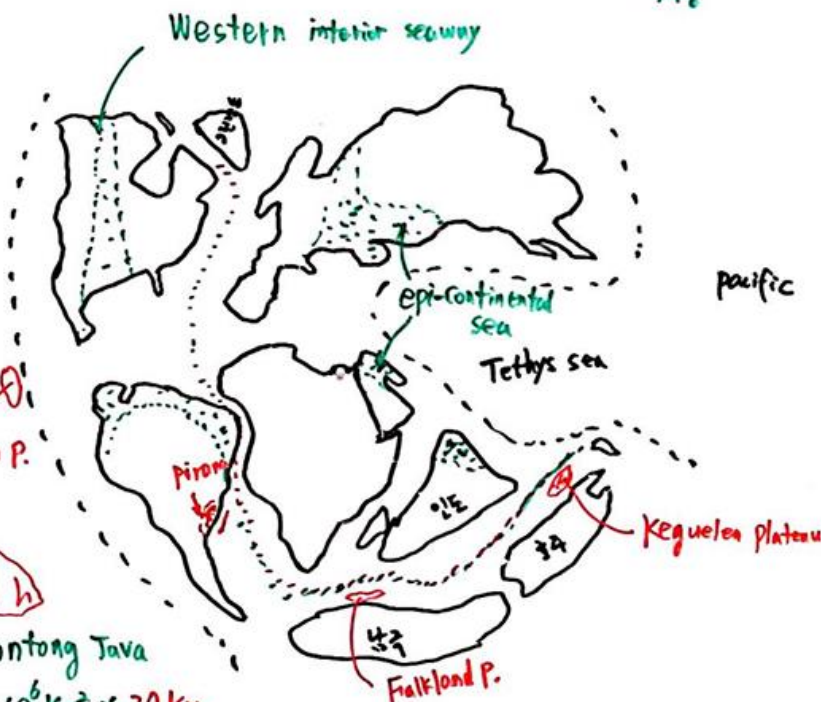 Western interior seaway
pacific
epi-continental
sea
Tethys sea
P.
인도
호주
Keguelen plateau
h
남극
ntong Java
Falkland P.